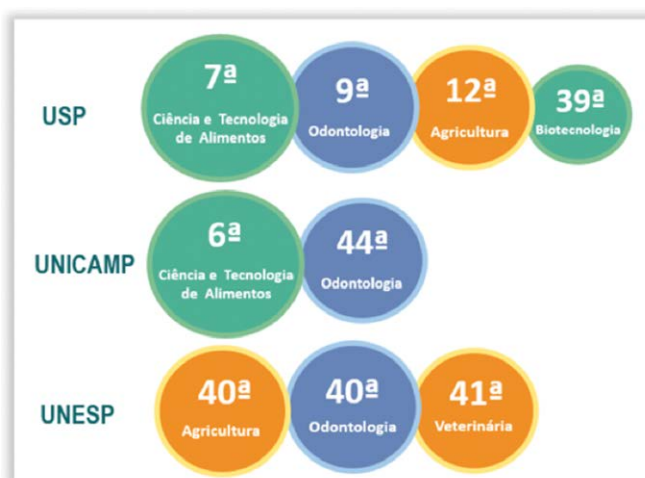 USP
7ª
Ciência e Tecnologia
de Alimentos
9ª
Odontologia
12ª
Agricultura
39ª
Biotecnologia
UNICAMP
6ª
Ciência e Tecnologia
de Alimentos
44ª
Odontologia
UNESP
40ª
Agricultura
40ª
Odontologia
41ª
Veterinária